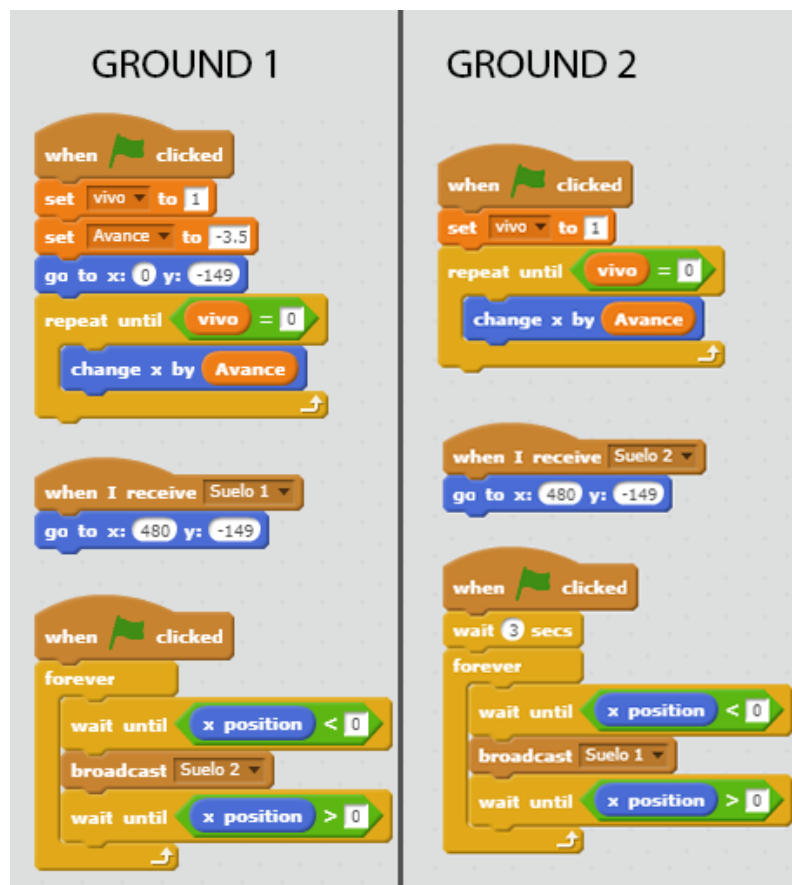 GROUND 1
when clicked
set vivo to 1
set Avance to -3.5
go to x: 0 y: -149
repeat until vivo = 0
change x by Avance
when I receive Suelo 1
go to x: 480 y: -149
when clicked
forever
wait until x position < 0
broadcast Suelo 2
wait until x position > 0
GROUND 2
when clicked
set vivo to 1
repeat until vivo = 0
change x by Avance
when I receive Suelo 2
go to x: 480 y: -149
when clicked
wait 3 secs
forever
wait until x position < 0
broadcast Suelo 1
wait until x position > 0